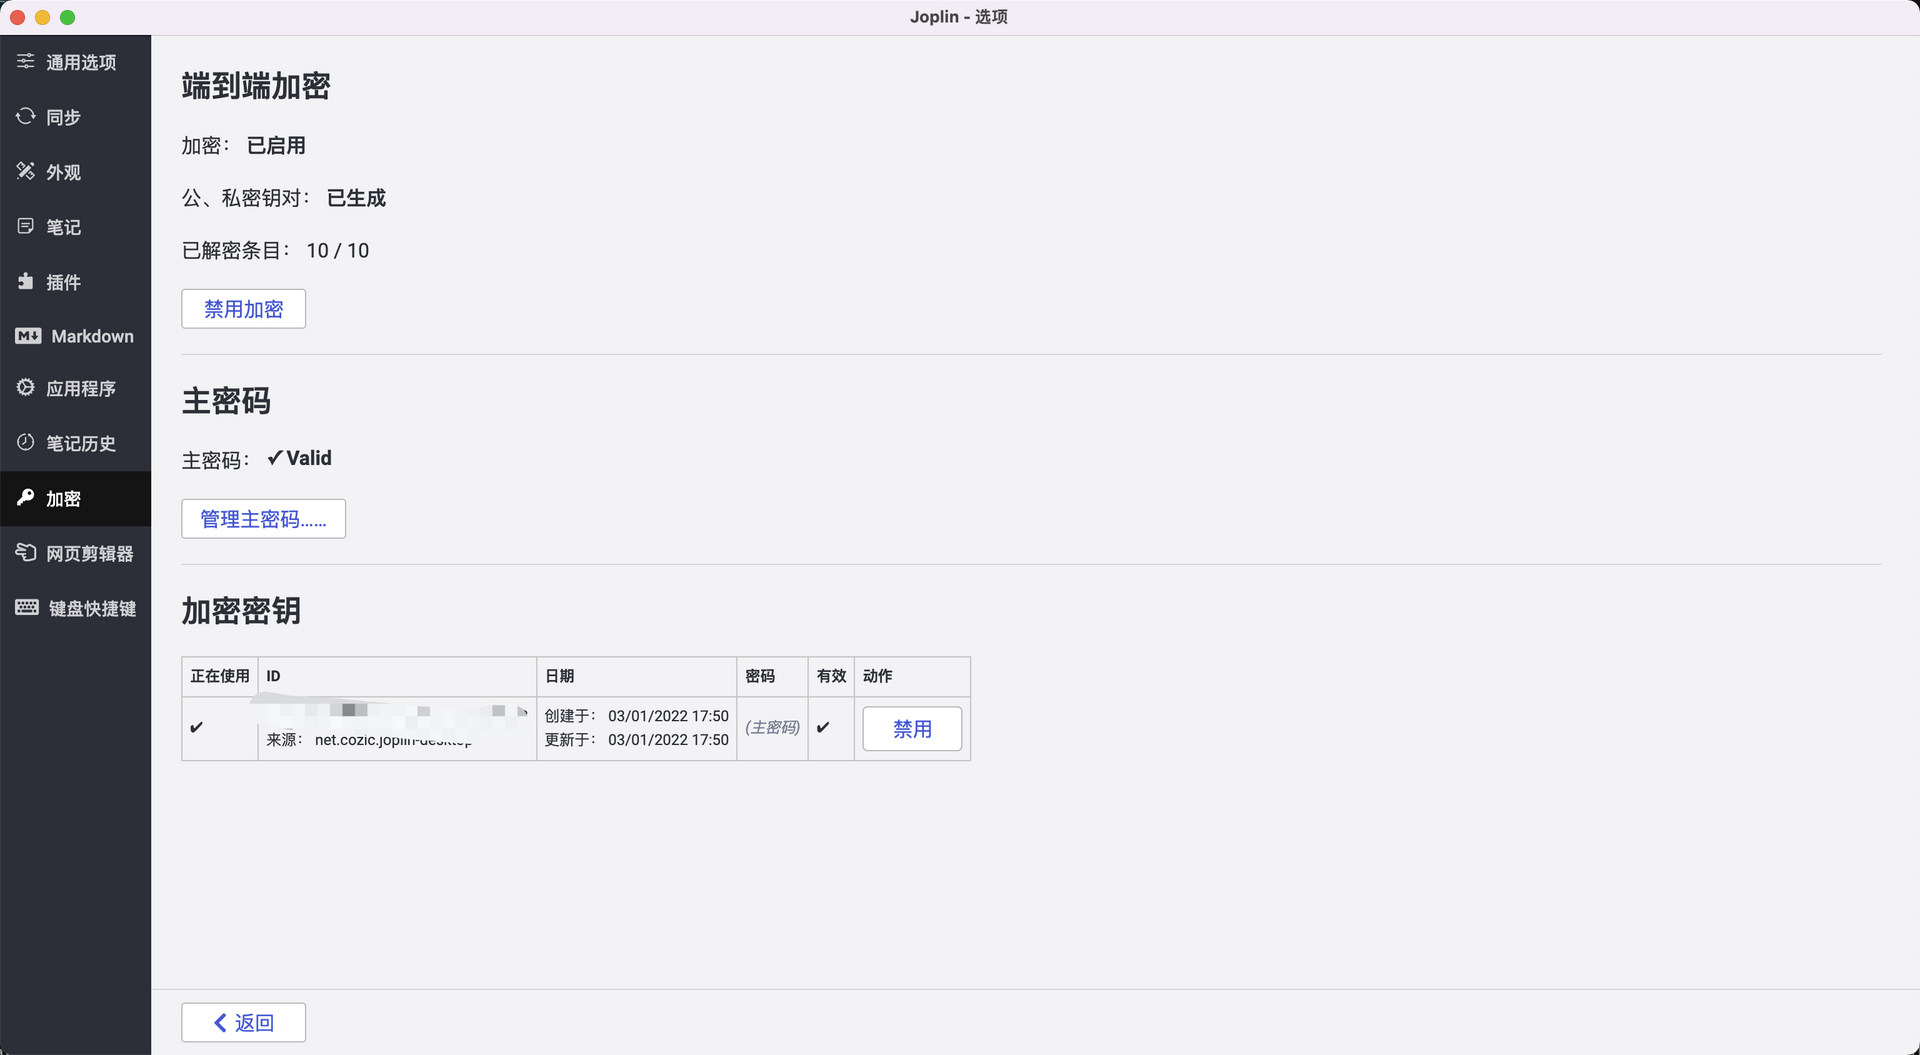 Joplin - 选项
通用选项
同步
外观
笔记
插件
Markdown
应用程序
笔记历史
加密
网页剪辑器
键盘快捷键
端到端加密
加密： 已启用
公、私密钥对： 已生成
已解密条目： 10 / 10
禁用加密
主密码
主密码： ✓Valid
管理主密码......
加密密钥
正在使用 ID 日期 密码 有效 动作
✔ 来源： net.cozic.joplin-desktop 创建于： 03/01/2022 17:50 (主密码) ✔ 禁用
更新于： 03/01/2022 17:50
返回